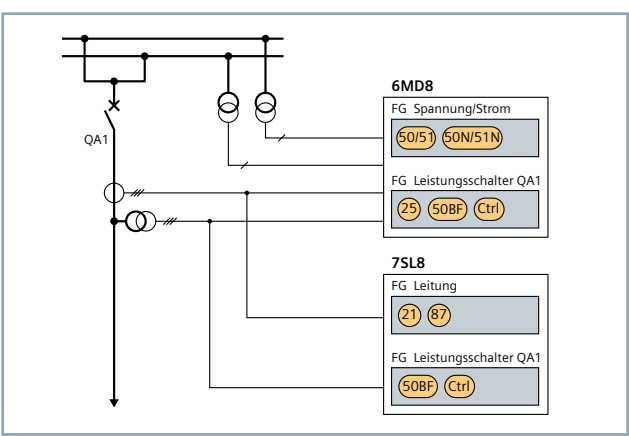 6MD8
FG Spannung/Strom
50/51 50N/51N
QA1
FG Leistungsschalter QA1
25 50BF Ctrl
7SL8
FG Leitung
21 87
FG Leistungsschalter QA1
50BF Ctrl